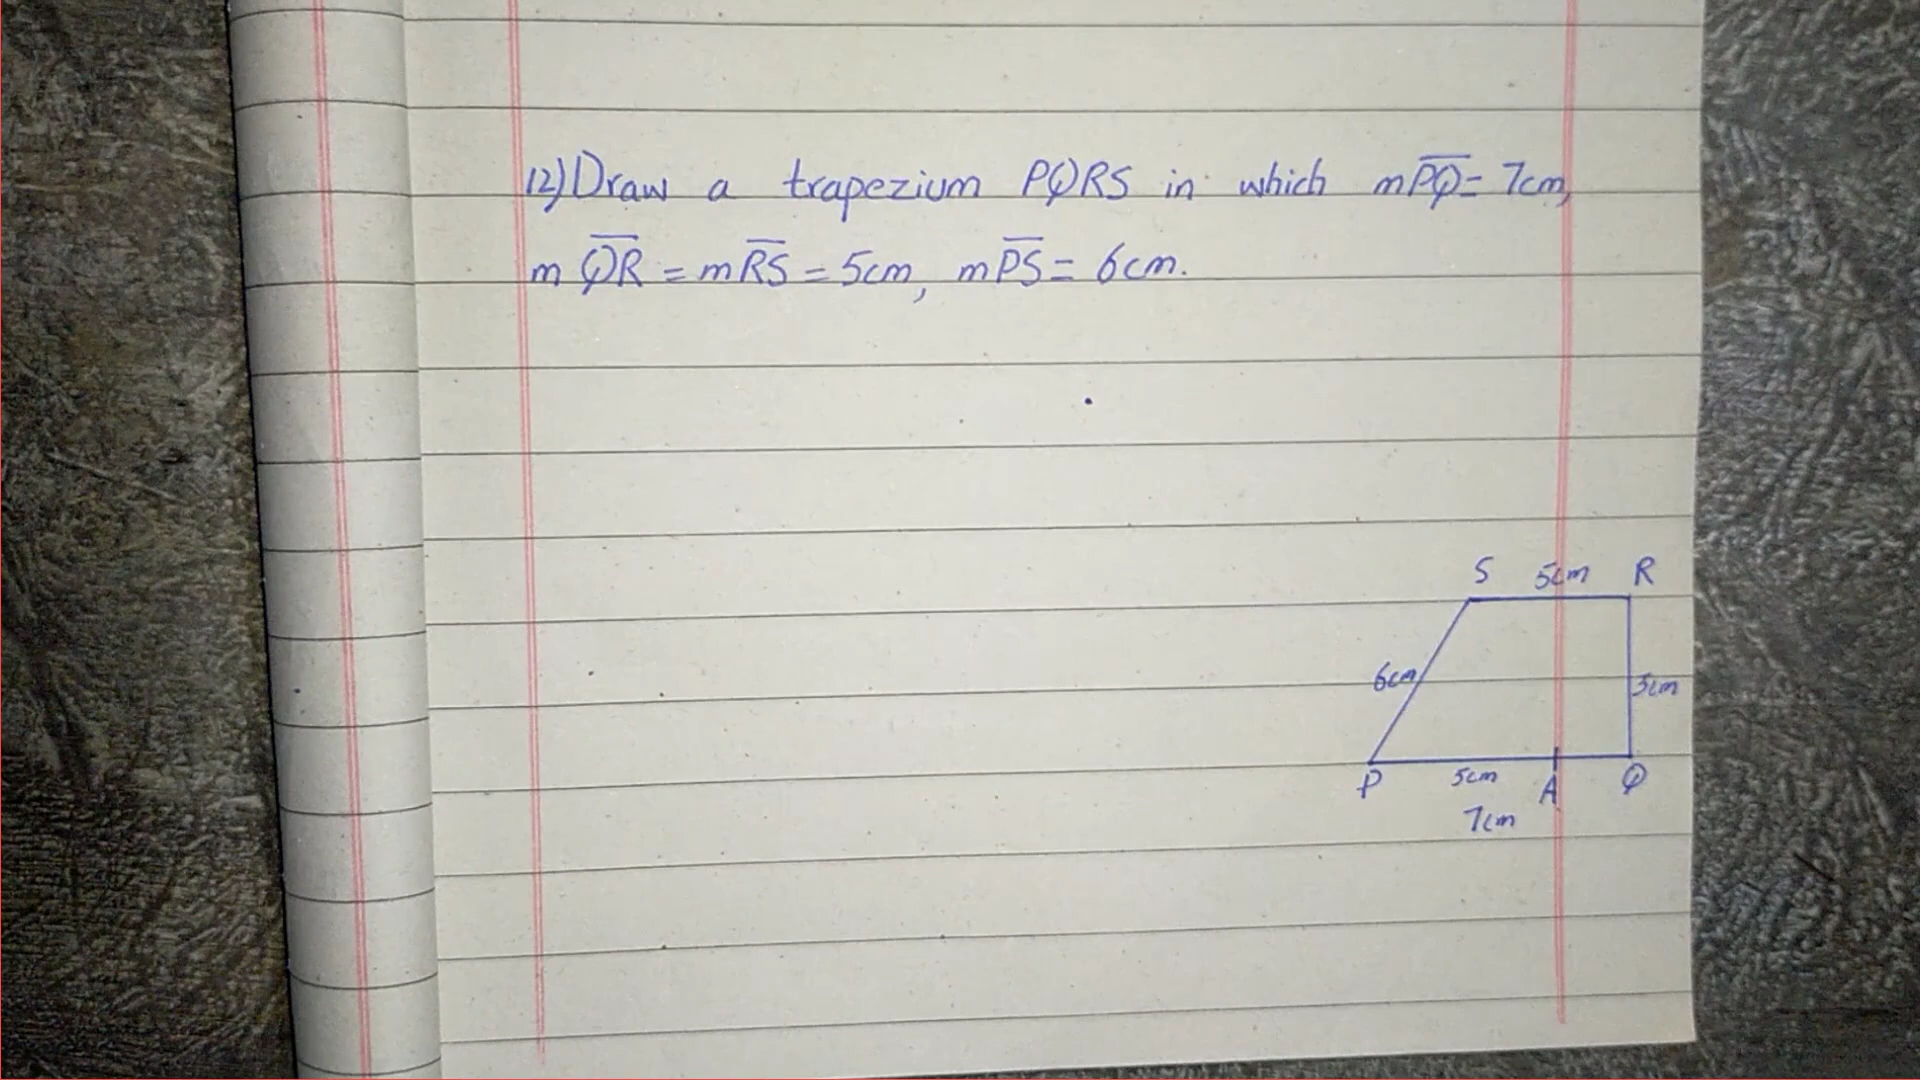 12) Draw a trapezium PQRS in which mPQ = 7cm,
mQR = mRS = 5cm, mPS = 6cm.
S 5cm R
6cm 5cm
P 5cm A Q
7cm